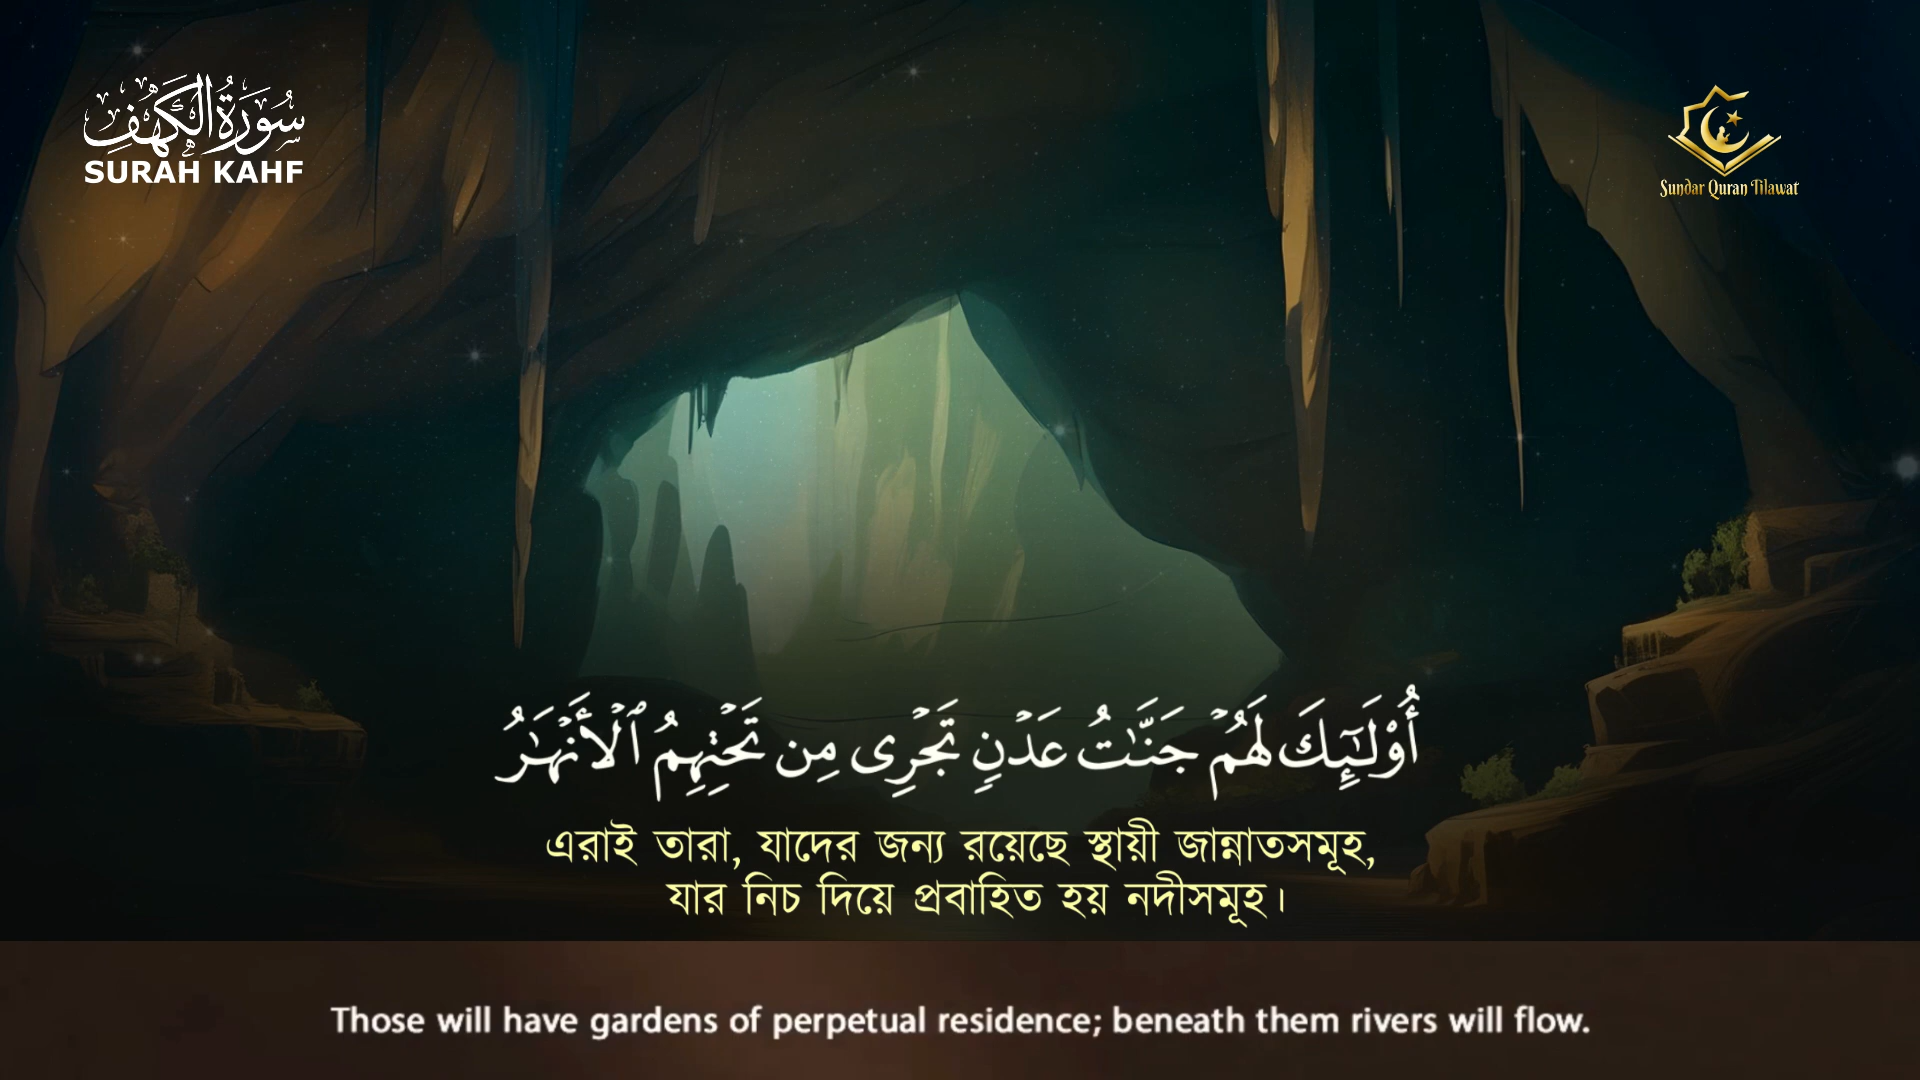 سُورَةُ الْكَهْفِ
SURAH KAHF
Sundar Quran Tilawat
أُوْلَـٰٓئِكَ لَهُمۡ جَنَّـٰتُ عَدۡنٖ تَجۡرِى مِن تَحۡتِهِمُ ٱلۡأَنۡهَـٰرُ
এরাই তারা, যাদের জন্য রয়েছে স্থায়ী জান্নাতসমূহ,
যার নিচ দিয়ে প্রবাহিত হয় নদীসমূহ।
Those will have gardens of perpetual residence; beneath them rivers will flow.